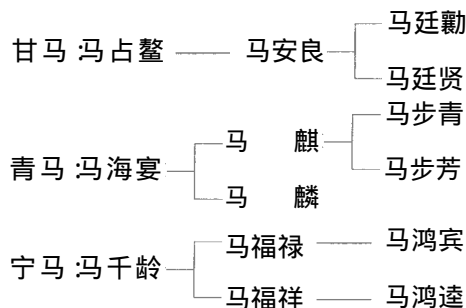 马廷勷
甘马:马占鳌 马安良
马廷贤
马步青
马 麒
青马:马海宴 马步芳
马 麟
马福禄 马鸿宾
宁马:马千龄
马福祥 马鸿逵